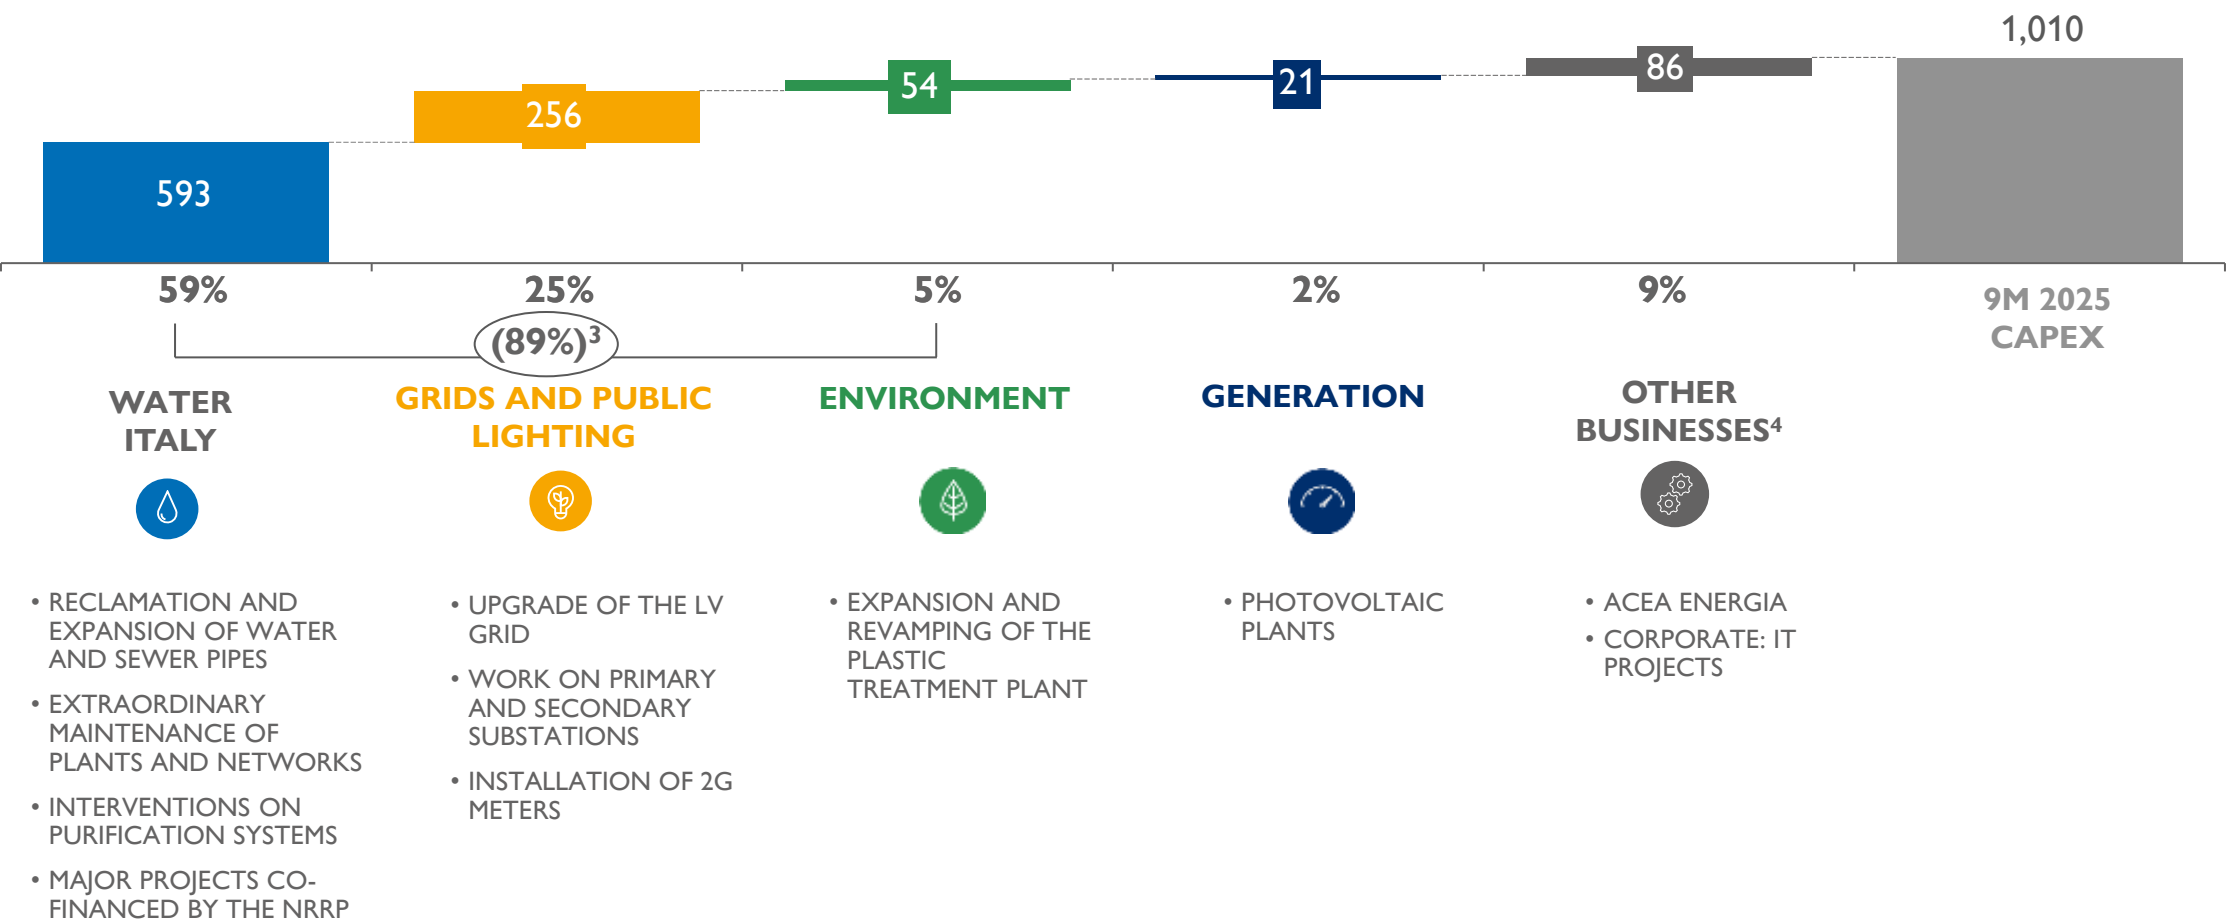 1,010
593
256
54
21
86
59%
25%
5%
2%
9%
(89%)³
9M 2025
CAPEX
WATER
ITALY
GRIDS AND PUBLIC
LIGHTING
ENVIRONMENT
GENERATION
OTHER
BUSINESSES⁴
• RECLAMATION AND
EXPANSION OF WATER
AND SEWER PIPES
• EXTRAORDINARY
MAINTENANCE OF
PLANTS AND NETWORKS
• INTERVENTIONS ON
PURIFICATION SYSTEMS
• MAJOR PROJECTS CO-
FINANCED BY THE NRRP
• UPGRADE OF THE LV
GRID
• WORK ON PRIMARY
AND SECONDARY
SUBSTATIONS
• INSTALLATION OF 2G
METERS
• EXPANSION AND
REVAMPING OF THE
PLASTIC
TREATMENT PLANT
• PHOTOVOLTAIC
PLANTS
• ACEA ENERGIA
• CORPORATE: IT
PROJECTS